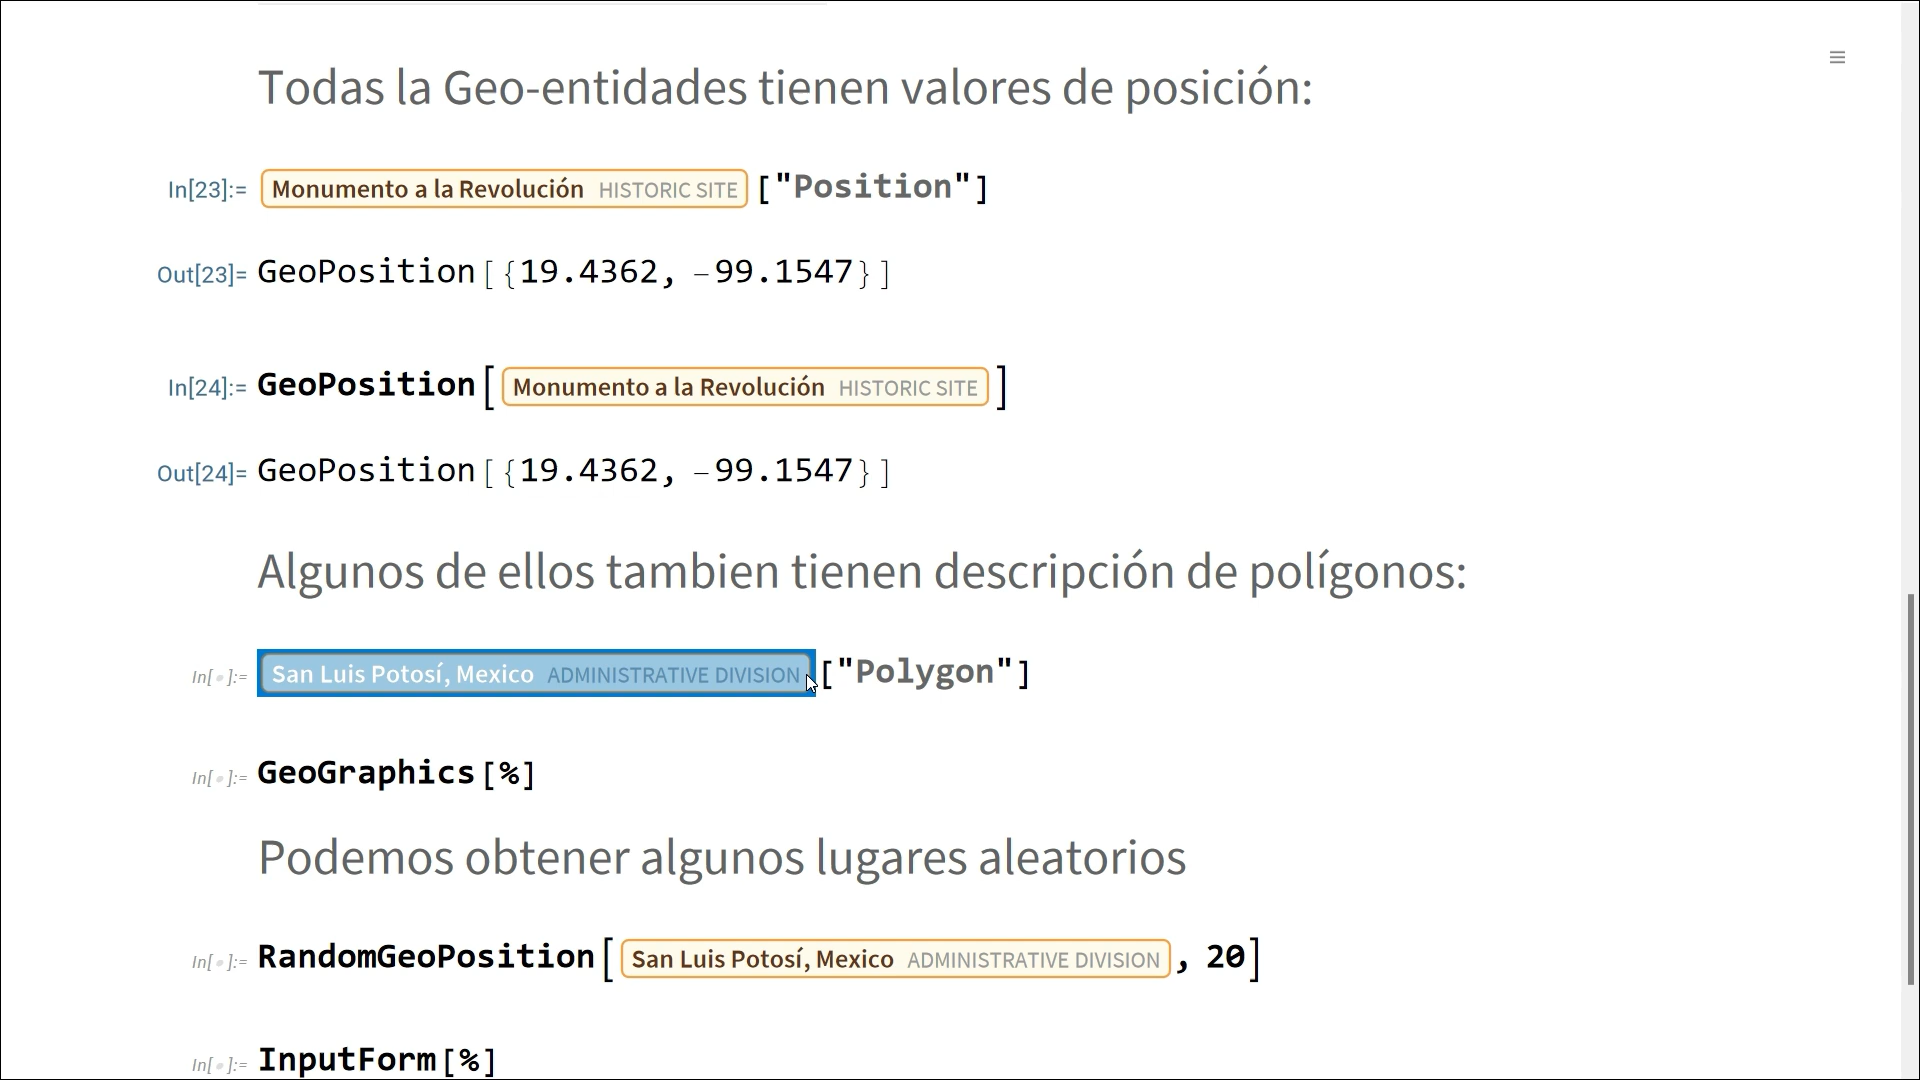 Todas la Geo-entidades tienen valores de posición:
In[23]:= Monumento a la Revolución HISTORIC SITE ["Position"]
Out[23]= GeoPosition[{19.4362, -99.1547}]
In[24]:= GeoPosition[Monumento a la Revolución HISTORIC SITE]
Out[24]= GeoPosition[{19.4362, -99.1547}]
Algunos de ellos tambien tienen descripción de polígonos:
In[•]:= San Luis Potosí, Mexico ADMINISTRATIVE DIVISION ["Polygon"]
In[•]:= GeoGraphics[%]
Podemos obtener algunos lugares aleatorios
In[•]:= RandomGeoPosition[San Luis Potosí, Mexico ADMINISTRATIVE DIVISION, 20]
In[•]:= InputForm[%]